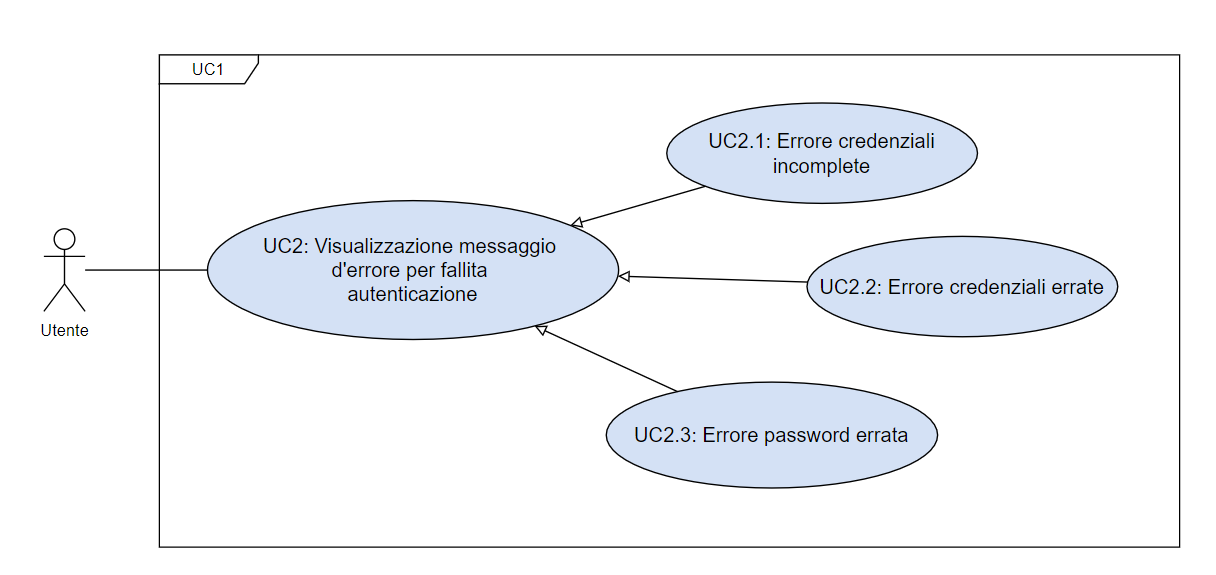 UC1
UC2.1: Errore credenziali
incomplete
UC2: Visualizzazione messaggio
d'errore per fallita
autenticazione
UC2.2: Errore credenziali errate
Utente
UC2.3: Errore password errata